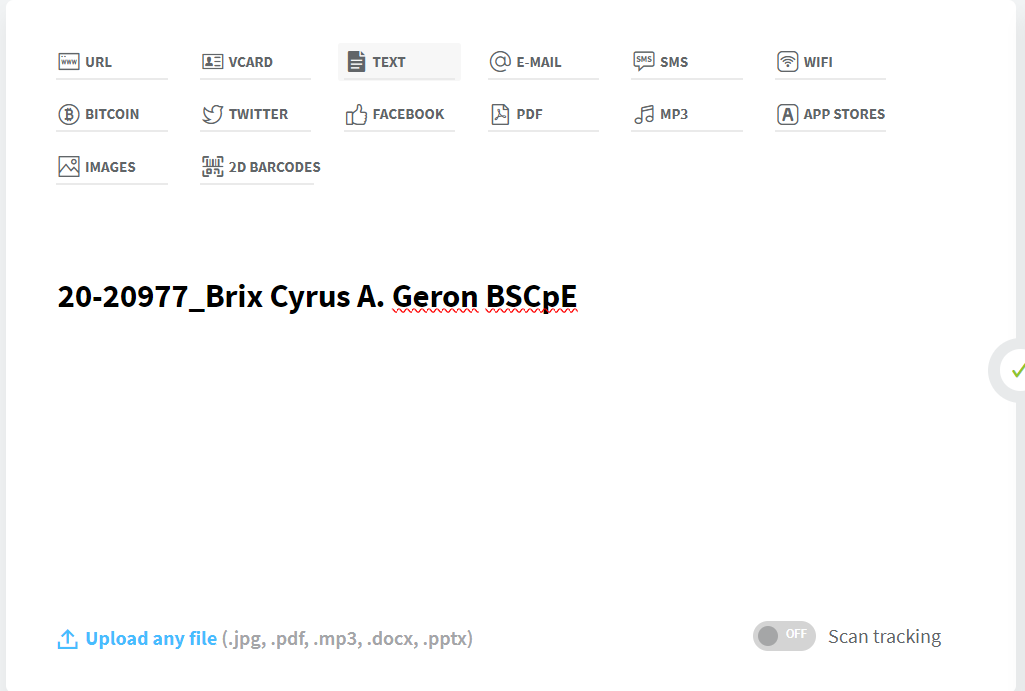 URL VCARD TEXT E-MAIL SMS WIFI
BITCOIN TWITTER FACEBOOK PDF MP3 APP STORES
IMAGES 2D BARCODES
20-20977_Brix Cyrus A. Geron BSCpE
Upload any file (.jpg, .pdf, .mp3, .docx, .pptx) OFF Scan tracking